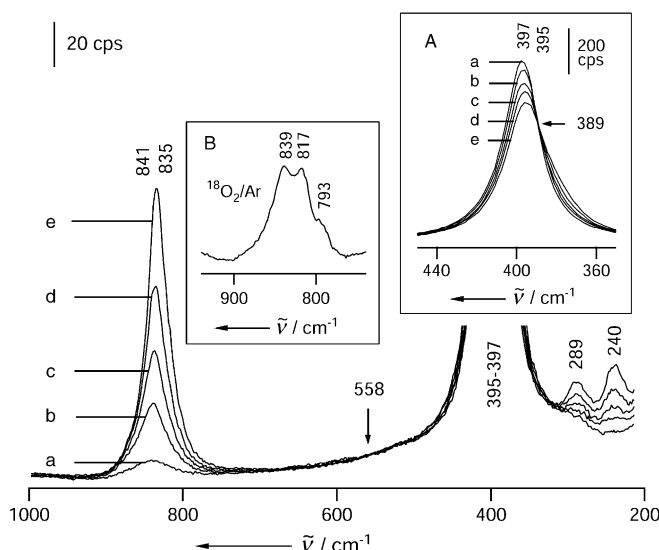 20 cps
841
835
e
d
c
b
a
B
839
817
793
¹⁸O₂/Ar
900
800
ṽ / cm⁻¹
A
397
395
200
cps
a
b
c
d
e
389
440
400
360
ṽ / cm⁻¹
558
395-397
289
240
1000
800
600
400
200
ṽ / cm⁻¹